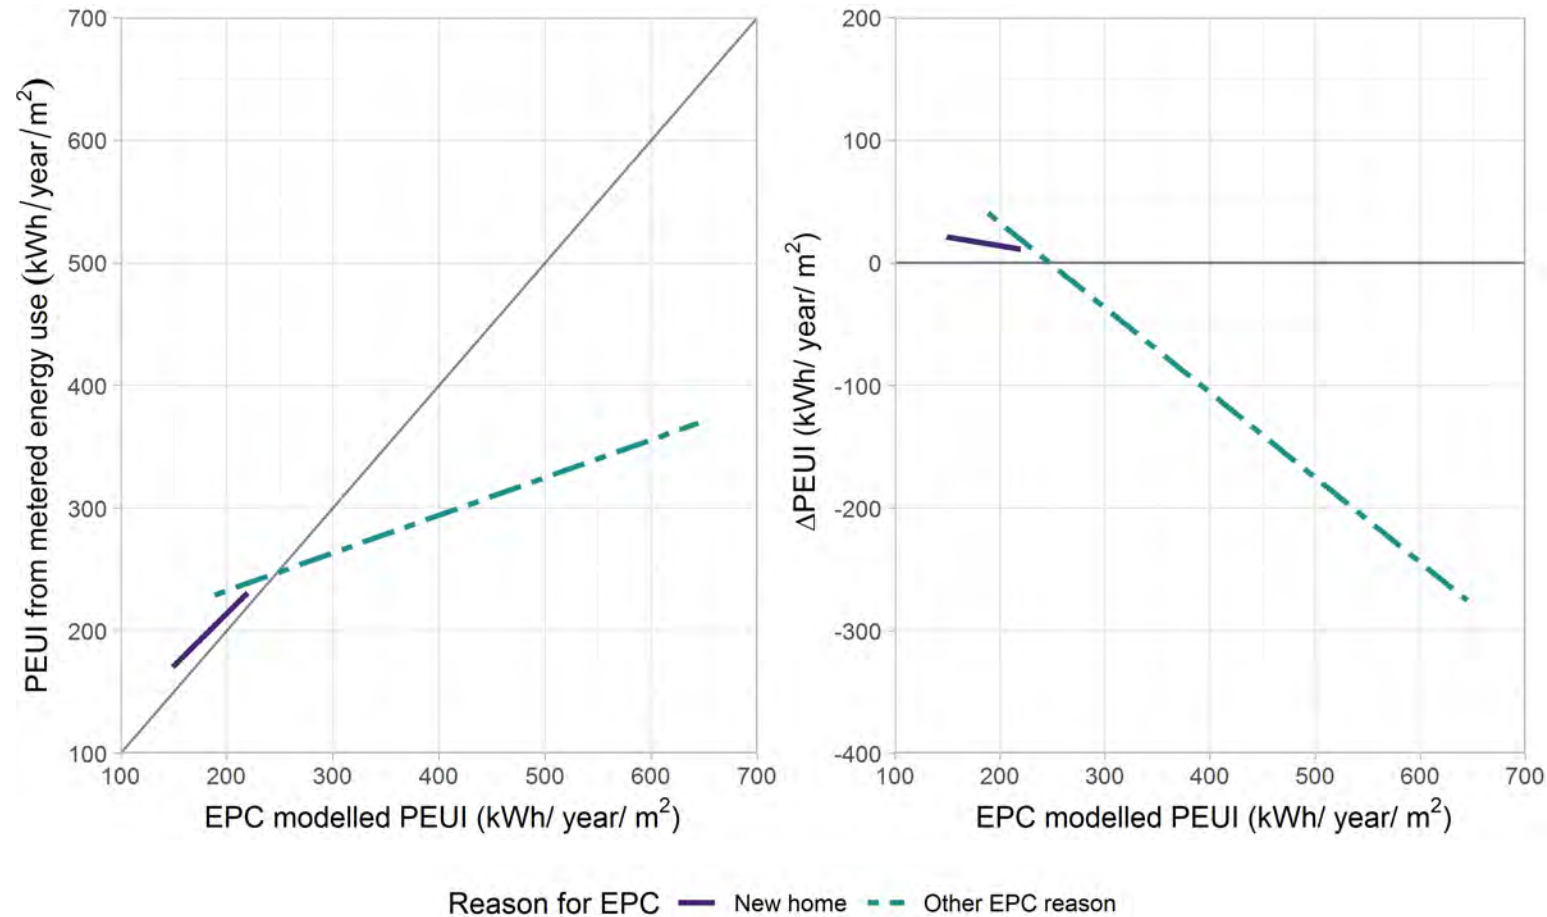 PEUI from metered energy use (kWh/year/m²)
700
600
500
400
300
200
100
100 200 300 400 500 600 700
EPC modelled PEUI (kWh/ year/ m²)
ΔPEUI (kWh/ year/ m²)
200
100
0
-100
-200
-300
-400
100 200 300 400 500 600 700
EPC modelled PEUI (kWh/ year/ m²)
Reason for EPC New home Other EPC reason